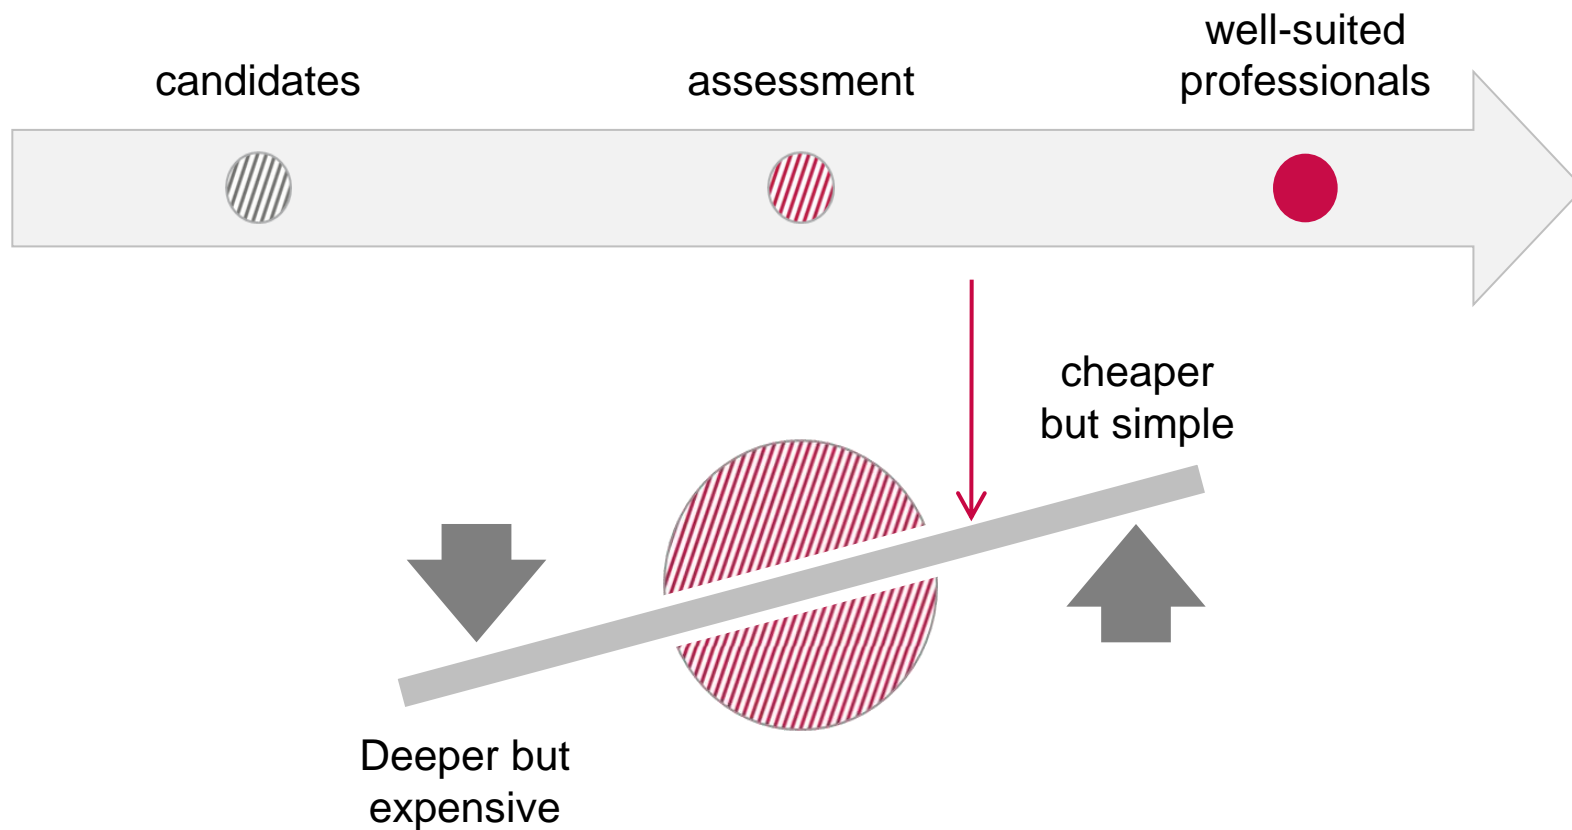 candidates
assessment
well-suited
professionals
cheaper
but simple
Deeper but
expensive